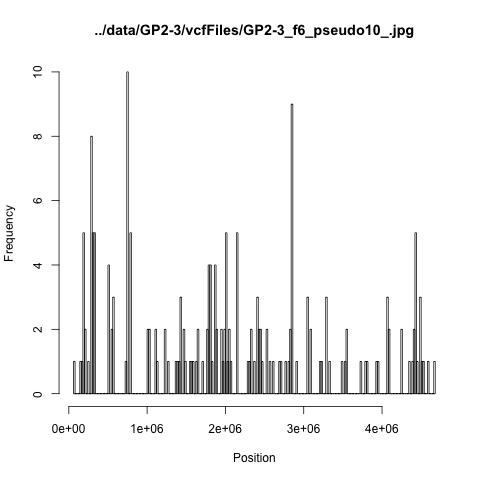 ../data/GP2-3/vcfFiles/GP2-3_f6_pseudo10_.jpg
Frequency
10
8
6
4
2
0
0e+00 1e+06 2e+06 3e+06 4e+06
Position